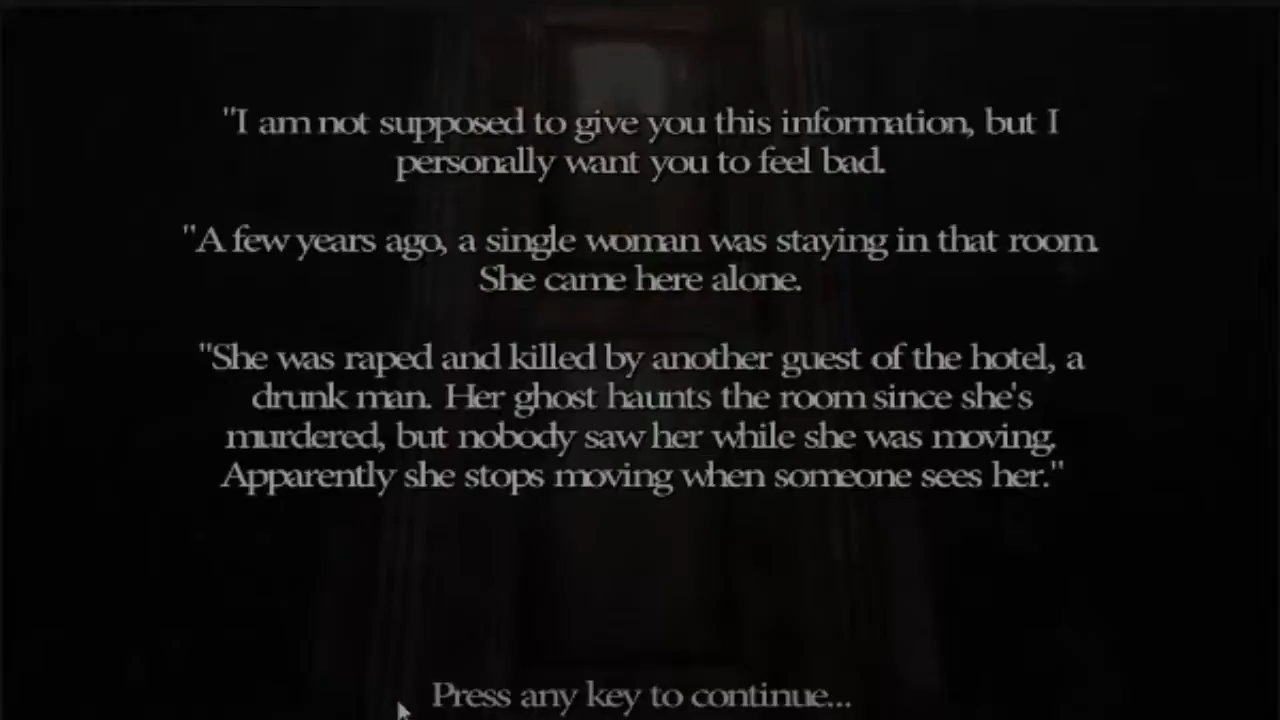 "I am not supposed to give you this information, but I
personally want you to feel bad.
"A few years ago, a single woman was staying in that room.
She came here alone.
"She was raped and killed by another guest of the hotel, a
drunk man. Her ghost haunts the room since she's
murdered, but nobody saw her while she was moving.
Apparently she stops moving when someone sees her."
Press any key to continue...